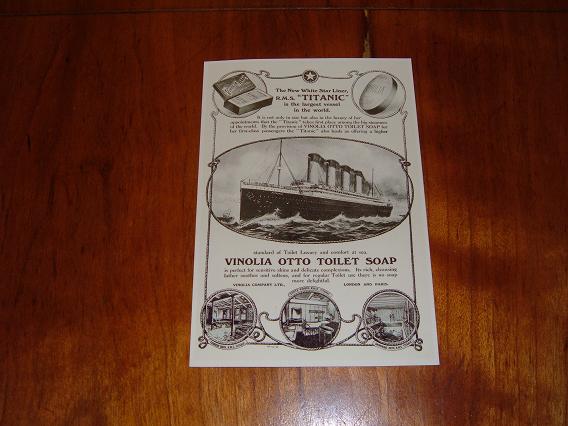 The New White Star Liner,
R.M.S. "TITANIC"
is the largest vessel
in the world.
It is not only in size but also in the luxury of her
appointments that the "Titanic" takes first place among the big steamers
of the world. By the provision of VINOLIA OTTO TOILET SOAP for
her first-class passengers the "Titanic" also leads as offering a higher
standard of Toilet Luxury and comfort at sea.
VINOLIA OTTO TOILET SOAP
is perfect for sensitive skins and delicate complexions. Its rich, cleansing
lather soothes and softens, and for regular Toilet use there is no soap
more delightful.
VINOLIA COMPANY LTD., LONDON AND PARIS.